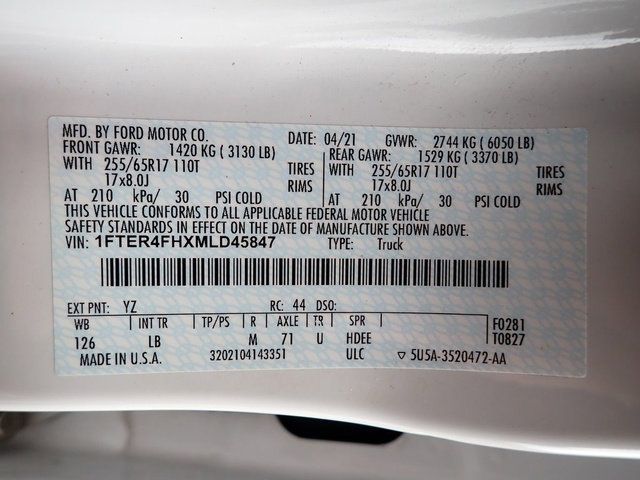 MFD. BY FORD MOTOR CO. DATE: 04/21 GVWR: 2744 KG ( 6050 LB)
FRONT GAWR: 1420 KG ( 3130 LB) REAR GAWR: 1529 KG ( 3370 LB)
WITH 255/65R17 110T TIRES WITH 255/65R17 110T TIRES
17x8.0J RIMS 17x8.0J RIMS
AT 210 kPa/ 30 PSI COLD AT 210 kPa/ 30 PSI COLD
THIS VEHICLE CONFORMS TO ALL APPLICABLE FEDERAL MOTOR VEHICLE
SAFETY STANDARDS IN EFFECT ON THE DATE OF MANUFACTURE SHOWN ABOVE.
VIN: 1FTER4FHXMLD45847 TYPE: Truck
EXT PNT: YZ RC: 44 DSO:
WB INT TR TP/PS R AXLE TR SPR F0281
126 LB M 71 U HDEE T0827
MADE IN U.S.A. 3202104143351 ULC ▽ 5U5A-3520472-AA